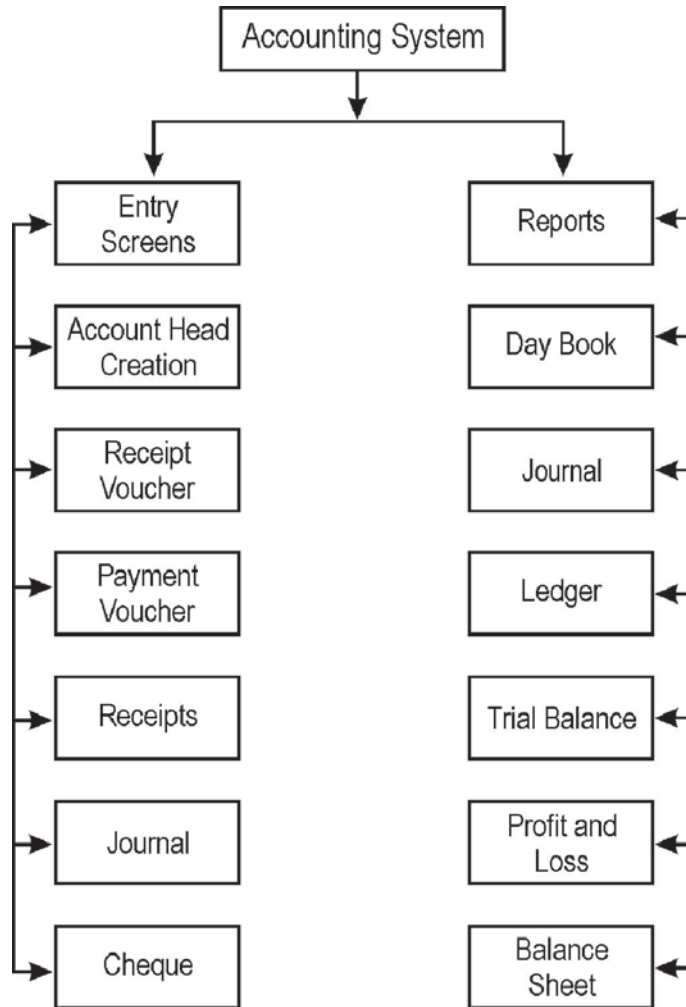 Accounting System
Entry
Screens
Account Head
Creation
Receipt
Voucher
Payment
Voucher
Receipts
Journal
Cheque
Reports
Day Book
Journal
Ledger
Trial Balance
Profit and
Loss
Balance
Sheet